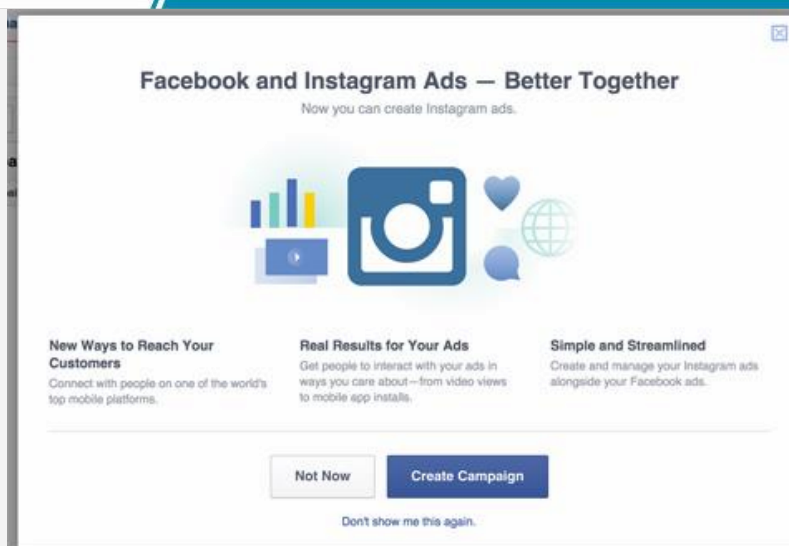 Facebook and Instagram Ads — Better Together
Now you can create Instagram ads.
New Ways to Reach Your
Customers
Connect with people on one of the world's
top mobile platforms.
Real Results for Your Ads
Get people to interact with your ads in
ways you care about—from video views
to mobile app installs.
Simple and Streamlined
Create and manage your Instagram ads
alongside your Facebook ads.
Not Now
Create Campaign
Don't show me this again.